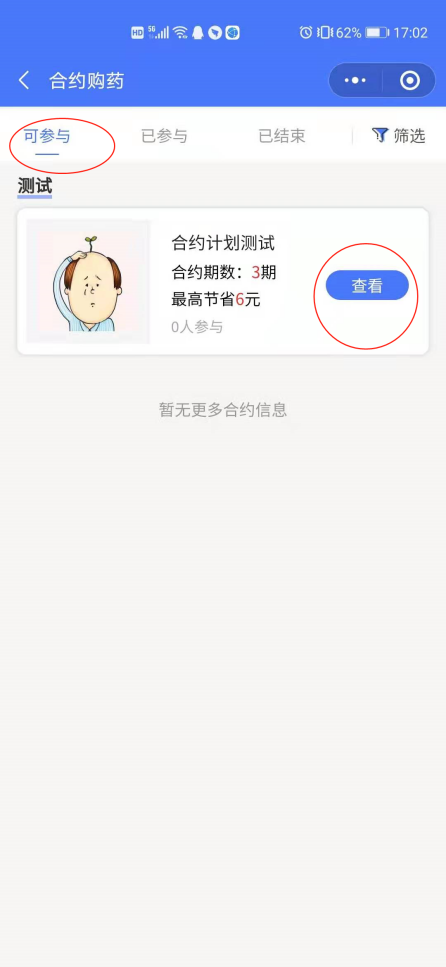 HD 5G 62% 17:02
合约购药
可参与 已参与 已结束 筛选
测试
合约计划测试
合约期数：3期
最高节省6元
0人参与
查看
暂无更多合约信息